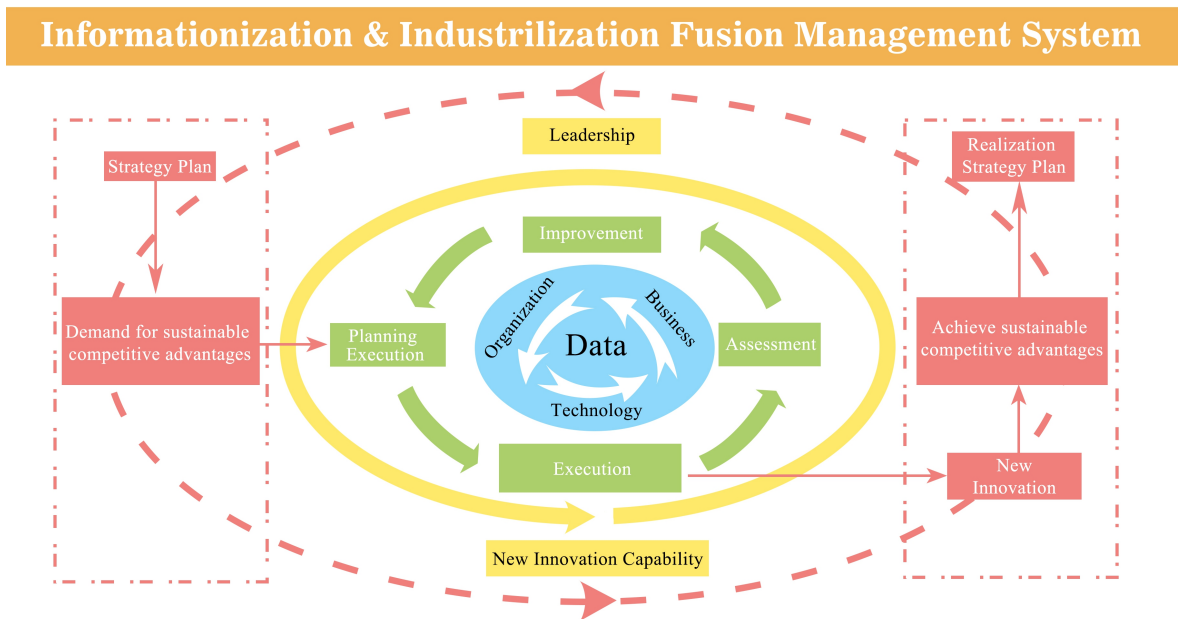 Informationization & Industrilization Fusion Management System
Leadership
Strategy Plan
Realization
Strategy Plan
Improvement
Organization
Business
Demand for sustainable
competitive advantages
Planning
Execution
Data
Assessment
Achieve sustainable
competitive advantages
Technology
Execution
New
Innovation
New Innovation Capability